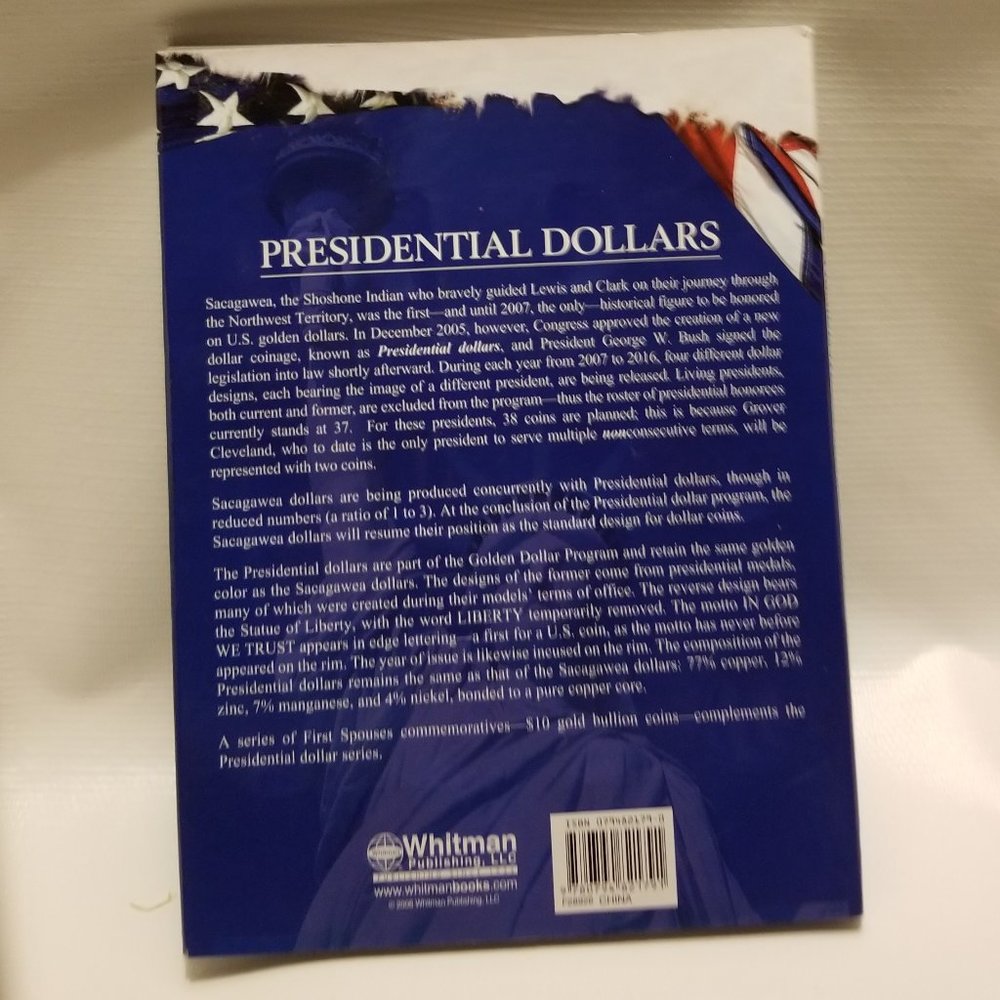 PRESIDENTIAL DOLLARS
Sacagawea, the Shoshone Indian who bravely guided Lewis and Clark on their journey through
the Northwest Territory, was the first—and until 2007, the only—historical figure to be honored
on U.S. golden dollars. In December 2005, however, Congress approved the creation of a new
dollar coinage, known as Presidential dollars, and President George W. Bush signed the
legislation into law shortly afterward. During each year from 2007 to 2016, four different dollar
designs, each bearing the image of a different president, are being released. Living presidents,
both current and former, are excluded from the program—thus the roster of presidential honorees
currently stands at 37. For these presidents, 38 coins are planned; this is because Grover
Cleveland, who to date is the only president to serve multiple nonconsecutive terms, will be
represented with two coins.
Sacagawea dollars are being produced concurrently with Presidential dollars, though in
reduced numbers (a ratio of 1 to 3). At the conclusion of the Presidential dollar program, the
Sacagawea dollars will resume their position as the standard design for dollar coins.
The Presidential dollars are part of the Golden Dollar Program and retain the same golden
color as the Sacagawea dollars. The designs of the former come from presidential medals,
many of which were created during their models' terms of office. The reverse design bears
the Statue of Liberty, with the word LIBERTY temporarily removed. The motto IN GOD
WE TRUST appears in edge lettering—a first for a U.S. coin, as the motto has never before
appeared on the rim. The year of issue is likewise incused on the rim. The composition of the
Presidential dollars remains the same as that of the Sacagawea dollars: 77% copper, 12%
zinc, 7% manganese, and 4% nickel, bonded to a pure copper core.
A series of First Spouses commemoratives—$10 gold bullion coins—complements the
Presidential dollar series.
Whitman
Publishing, LLC
www.whitmanbooks.com
© 2008 Whitman Publishing, LLC
ISBN
CHINA